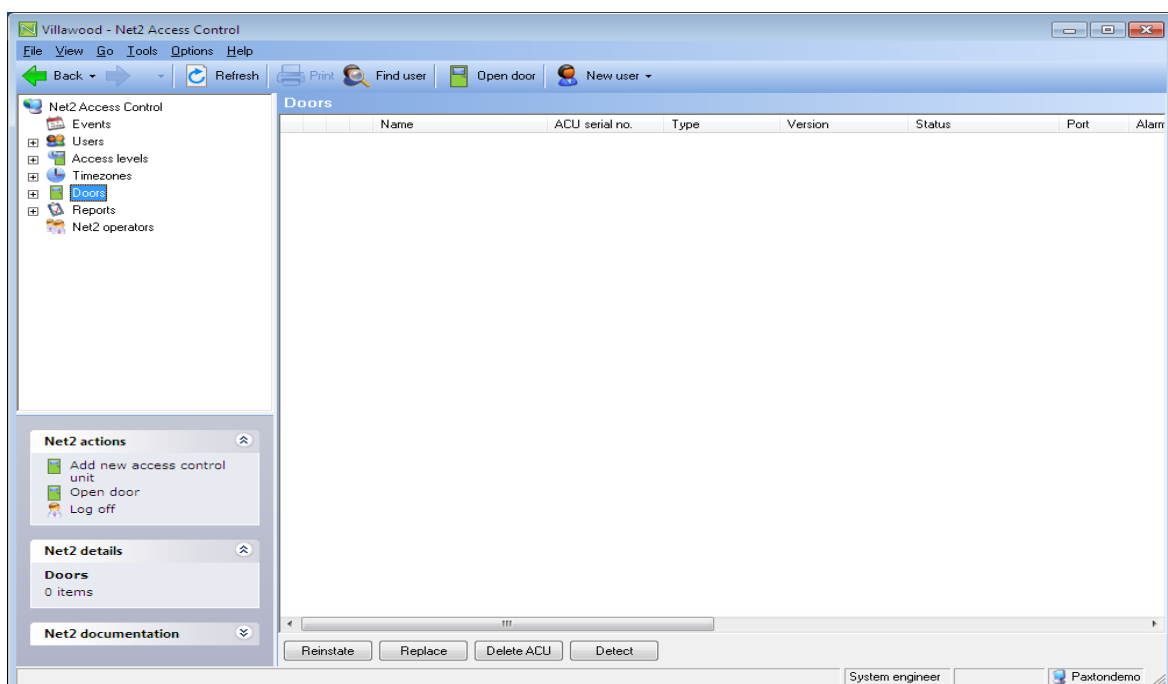 Villawood - Net2 Access Control
File View Go Tools Options Help
Back Refresh Print Find user Open door New user
Net2 Access Control
Events
Users
Access levels
Timezones
Doors
Reports
Net2 operators
Doors
Name ACU serial no. Type Version Status Port Alarm
Net2 actions
Add new access control
unit
Open door
Log off
Net2 details
Doors
0 items
Net2 documentation
Reinstate Replace Delete ACU Detect
System engineer Paxtondemo